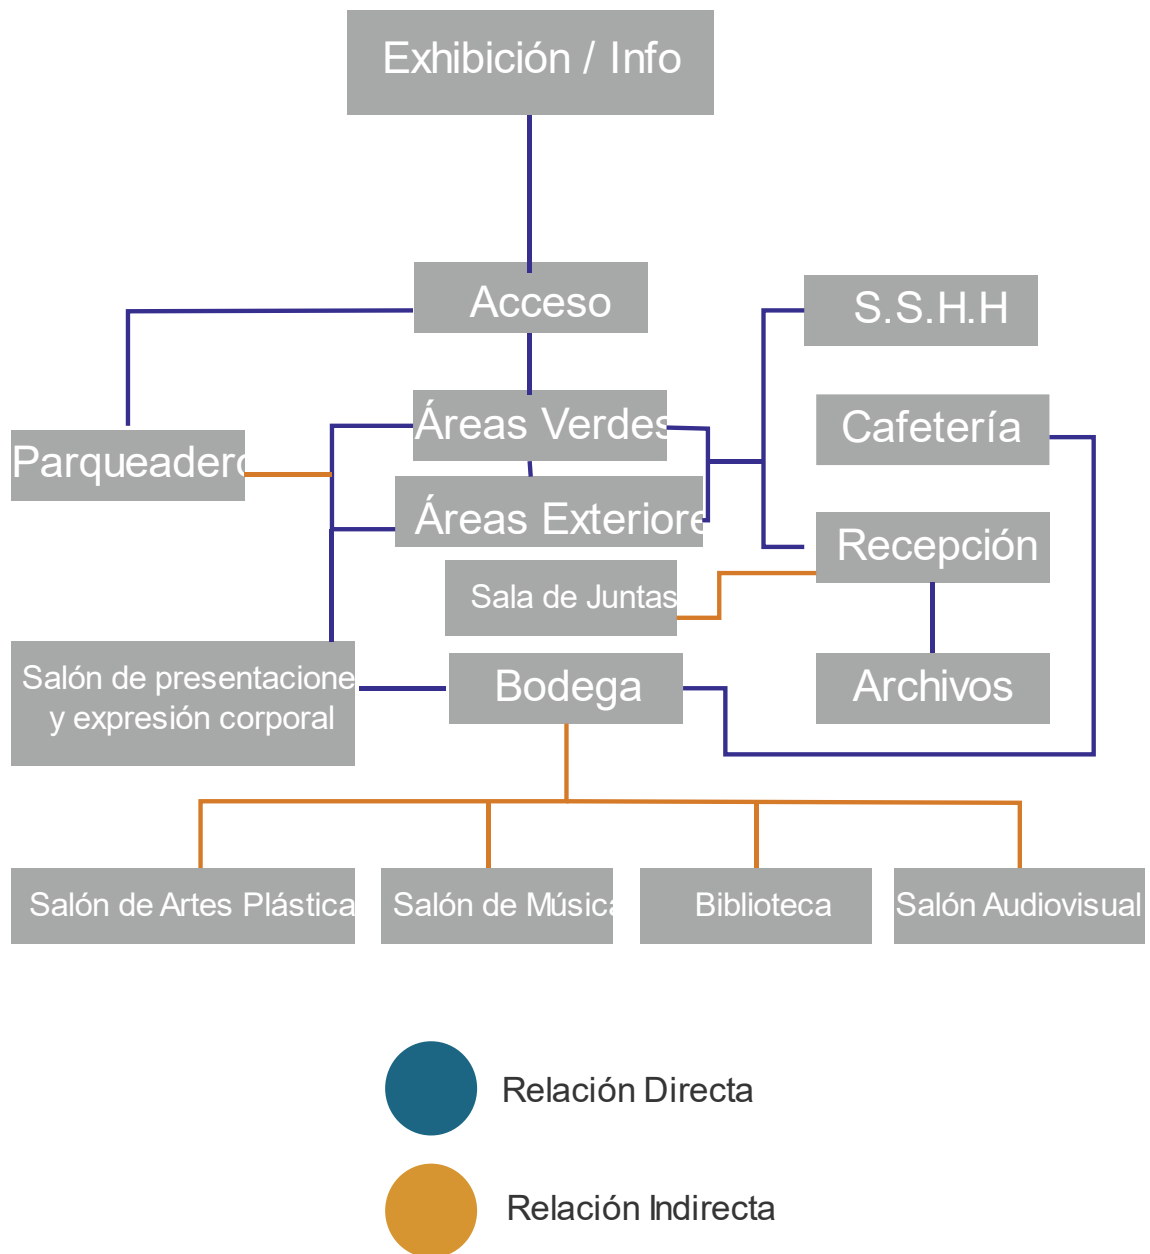 Exhibición / Info
Acceso
S.S.H.H
Áreas Verdes
Cafetería
Parqueadero
Áreas Exteriore
Recepción
Sala de Juntas
Salón de presentacione
y expresión corporal
Bodega
Archivos
Salón de Artes Plástica
Salón de Música
Biblioteca
Salón Audiovisual
Relación Directa
Relación Indirecta